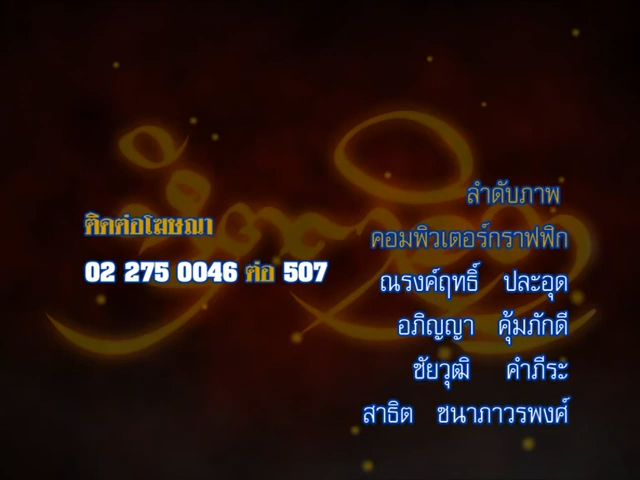 ติดต่อโฆษณา
02 275 0046 ต่อ 507
ลำดับภาพ
คอมพิวเตอร์กราฟฟิก
ณรงค์ฤทธิ์ ปละอุด
อภิญญา คุ้มภักดี
ชัยวุฒิ คำภีระ
สาธิต ชนาภาวรพงศ์